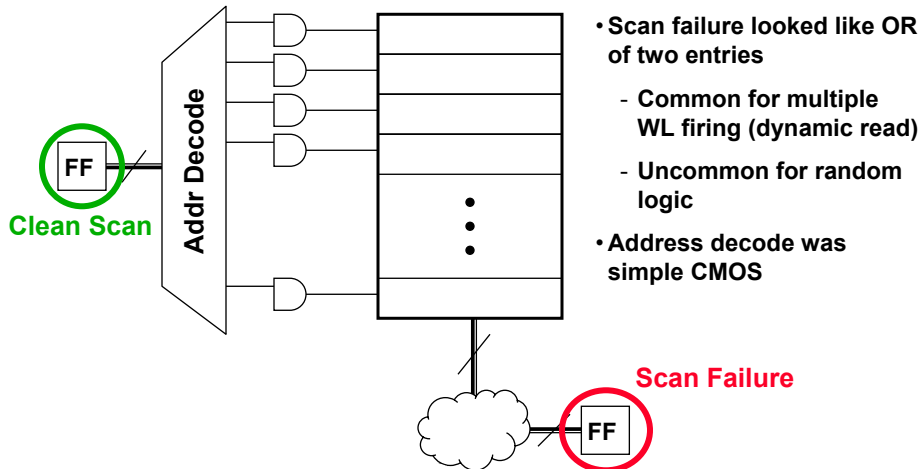 FF
Clean Scan
Addr Decode
• Scan failure looked like OR
of two entries
- Common for multiple
WL firing (dynamic read)
- Uncommon for random
logic
• Address decode was
simple CMOS
Scan Failure
FF